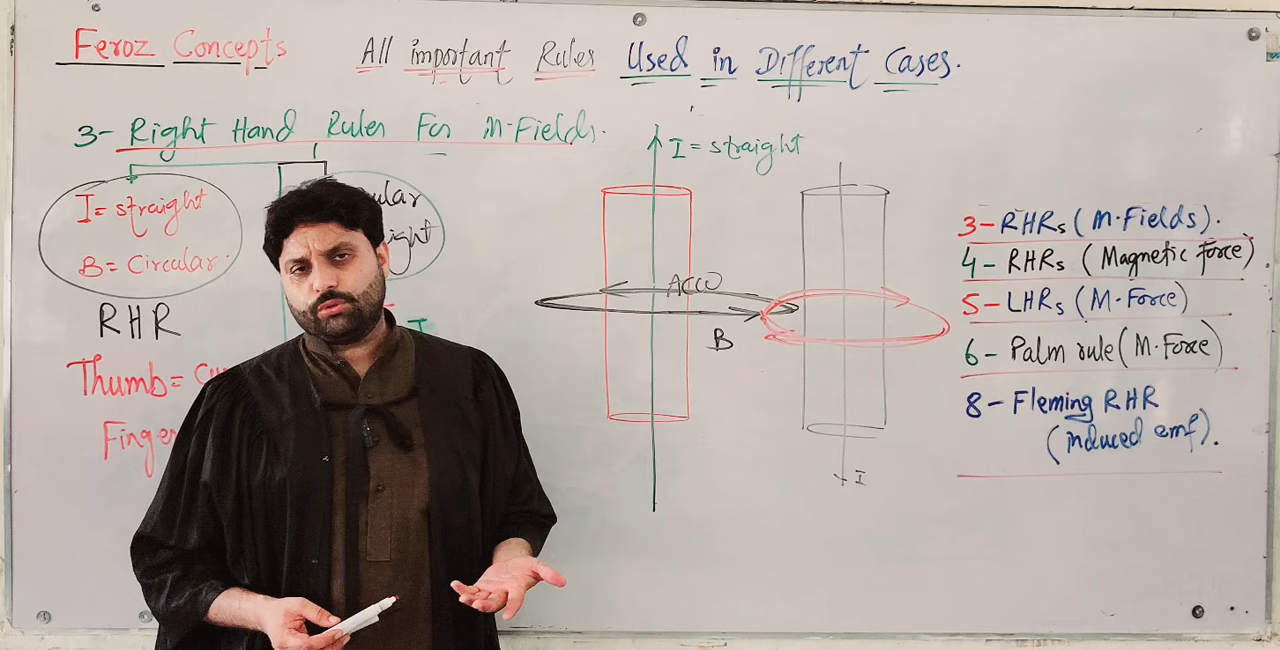 Feroz Concepts
All important Rules Used in Different Cases.
3- Right Hand Rules For M-Fields.
I= straight
B= Circular.
RHR
Thumb=
I = straight
ACW
B
I
I
3-RHRs (M.Fields).
4- RHRs (Magnetic force)
5- LHRs (M.Force)
6- Palm rule (M.Force)
8- Fleming RHR
(induced emf).